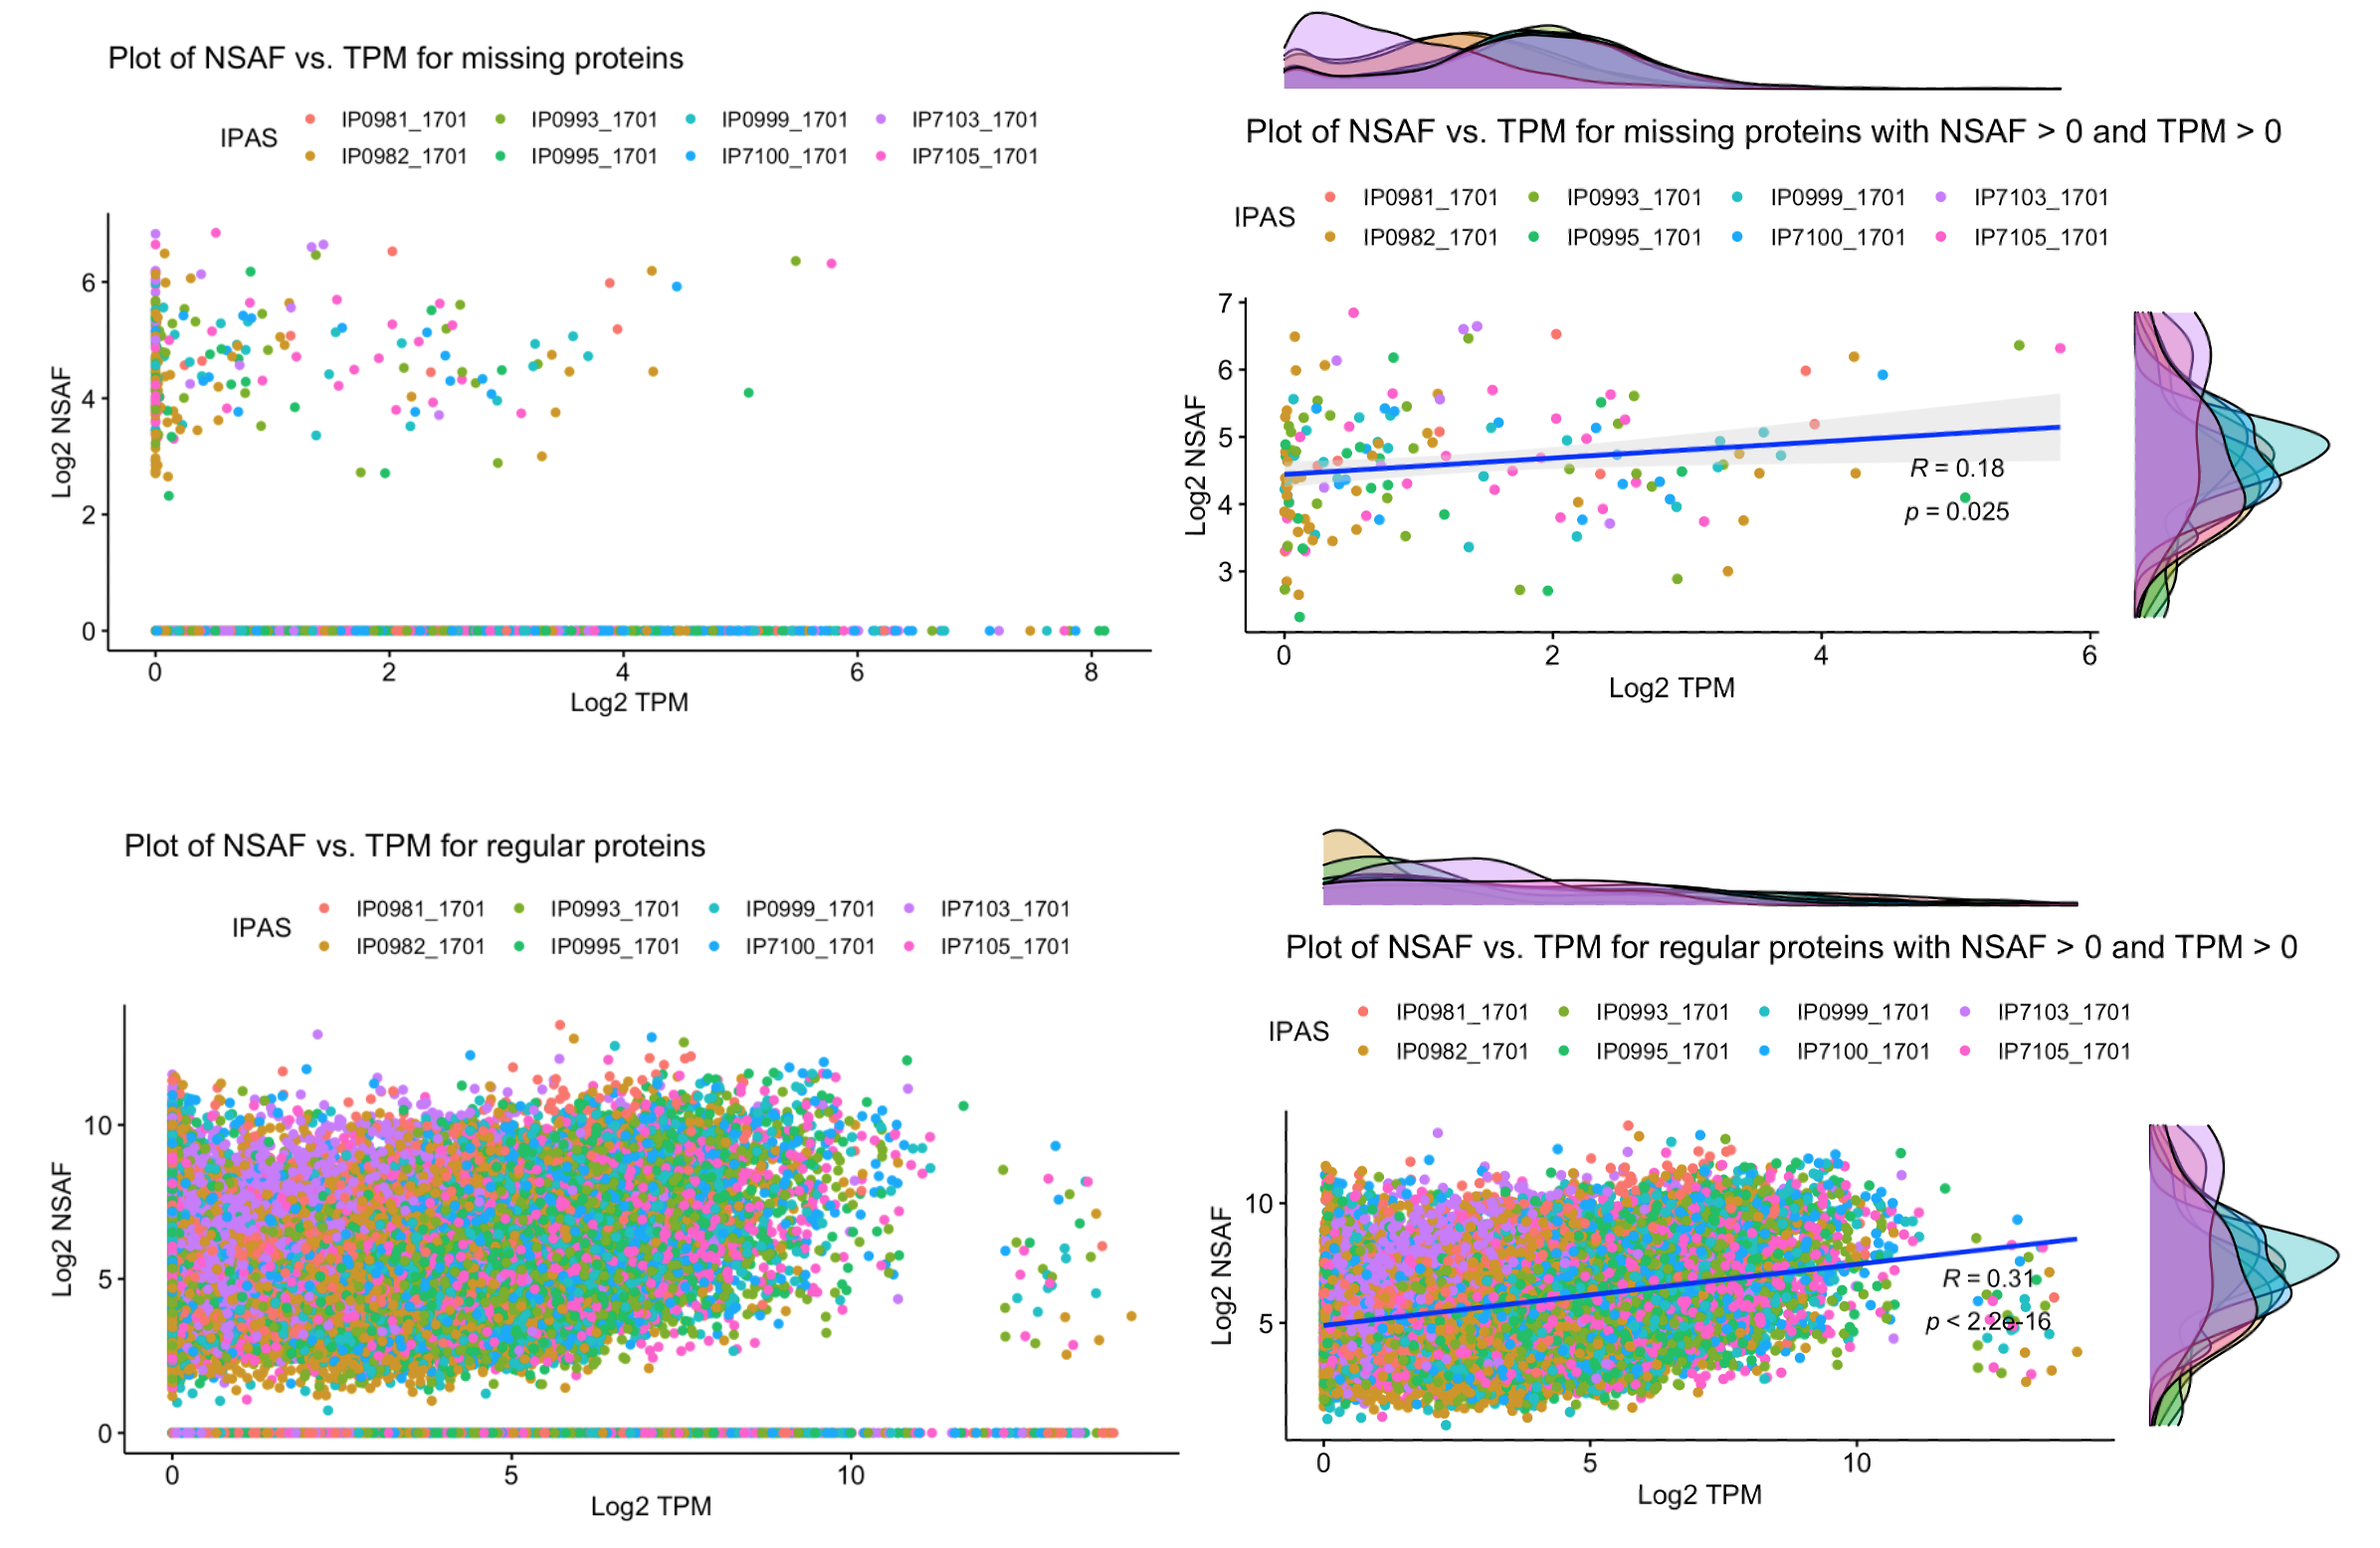 Plot of NSAF vs. TPM for missing proteins
IPAS
IP0981_1701 IP0993_1701 IP0999_1701 IP7103_1701
IP0982_1701 IP0995_1701 IP7100_1701 IP7105_1701
6
4
2
0
Log2 NSAF
0 2 4 6 8
Log2 TPM
Plot of NSAF vs. TPM for missing proteins with NSAF > 0 and TPM > 0
IPAS
IP0981_1701 IP0993_1701 IP0999_1701 IP7103_1701
IP0982_1701 IP0995_1701 IP7100_1701 IP7105_1701
7
6
5
4
3
Log2 NSAF
R = 0.18
p = 0.025
0 2 4 6
Log2 TPM
Plot of NSAF vs. TPM for regular proteins
IPAS
IP0981_1701 IP0993_1701 IP0999_1701 IP7103_1701
IP0982_1701 IP0995_1701 IP7100_1701 IP7105_1701
10
5
0
Log2 NSAF
0 5 10
Log2 TPM
Plot of NSAF vs. TPM for regular proteins with NSAF > 0 and TPM > 0
IPAS
IP0981_1701 IP0993_1701 IP0999_1701 IP7103_1701
IP0982_1701 IP0995_1701 IP7100_1701 IP7105_1701
10
5
Log2 NSAF
R = 0.31
p < 2.2e-16
0 5 10
Log2 TPM